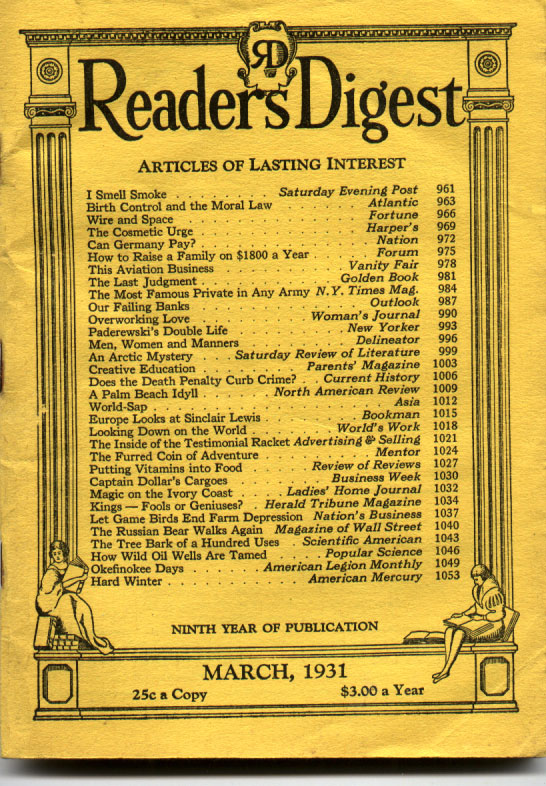 RD
Reader's Digest
ARTICLES OF LASTING INTEREST
I Smell Smoke . . . . . . . . . Saturday Evening Post 961
Birth Control and the Moral Law . . . . . . Atlantic 963
Wire and Space . . . . . . . . . . . . . Fortune 966
The Cosmetic Urge . . . . . . . . . . . . Harper's 969
Can Germany Pay? . . . . . . . . . . . . Nation 972
How to Raise a Family on $1800 a Year . . . . Forum 975
This Aviation Business . . . . . . . . Vanity Fair 978
The Last Judgment . . . . . . . . . . Golden Book 981
The Most Famous Private in Any Army N.Y. Times Mag. 984
Our Failing Banks . . . . . . . . . . . . Outlook 987
Overworking Love . . . . . . . . Woman's Journal 990
Paderewski's Double Life . . . . . . . New Yorker 993
Men, Women and Manners . . . . . . . Delineator 996
An Arctic Mystery . . . Saturday Review of Literature 999
Creative Education . . . . . . . Parents' Magazine 1003
Does the Death Penalty Curb Crime? . Current History 1006
A Palm Beach Idyll . . . . . North American Review 1009
World-Sap . . . . . . . . . . . . . . . . Asia 1012
Europe Looks at Sinclair Lewis . . . . . . Bookman 1015
Looking Down on the World . . . . . World's Work 1018
The Inside of the Testimonial Racket Advertising & Selling 1021
The Furred Coin of Adventure . . . . . . . Mentor 1024
Putting Vitamins into Food . . . . Review of Reviews 1027
Captain Dollar's Cargoes . . . . . . Business Week 1030
Magic on the Ivory Coast . . . Ladies' Home Journal 1032
Kings — Fools or Geniuses? . Herald Tribune Magazine 1034
Let Game Birds End Farm Depression Nation's Business 1037
The Russian Bear Walks Again Magazine of Wall Street 1040
The Tree Bark of a Hundred Uses . Scientific American 1043
How Wild Oil Wells Are Tamed . . . Popular Science 1046
Okefinokee Days . . . . . American Legion Monthly 1049
Hard Winter . . . . . . . . . . American Mercury 1053
NINTH YEAR OF PUBLICATION
MARCH, 1931
25c a Copy $3.00 a Year